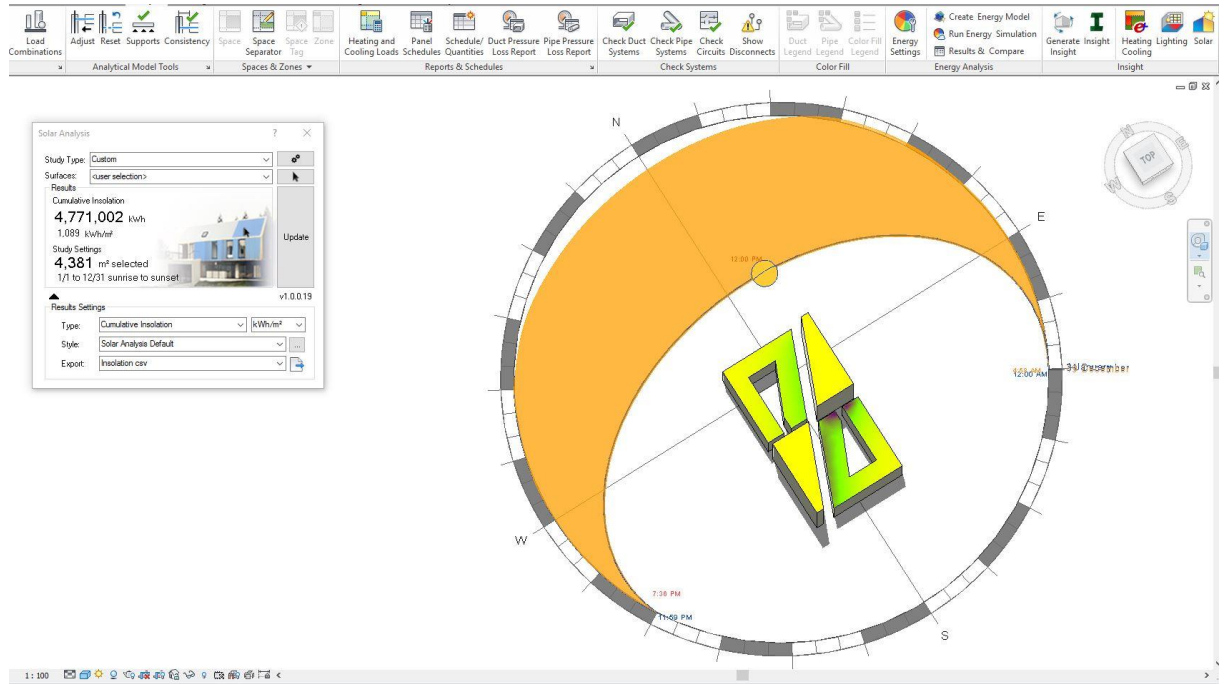 Load Combinations
Adjust Reset Supports Consistency
Space
Space Separator
Space Tag
Zone
Heating and Cooling Loads
Panel Schedules
Schedule/ Quantities
Duct Pressure Loss Report
Pipe Pressure Loss Report
Check Duct Systems
Check Pipe Systems
Check Circuits
Show Disconnects
Duct Legend
Pipe Legend
Color Fill Legend
Energy Settings
Create Energy Model
Run Energy Simulation
Results & Compare
Generate Insight
Insight
Heating Cooling
Lighting
Solar
Analytical Model Tools
Spaces & Zones
Reports & Schedules
Check Systems
Color Fill
Energy Analysis
Insight
Solar Analysis ?
Study Type: Custom
Surfaces: <user selection>
Results
Cumulative Insolation
4,771,002 kWh
1,089 kWh/m²
Study Settings
4,381 m² selected
1/1 to 12/31 sunrise to sunset
Update
v1.0.0.19
Results Settings
Type: Cumulative Insolation kWh/m²
Style: Solar Analysis Default ...
Export: Insolation csv
N
E
W
S
TOP
N
E
W
S
12:00 PM
12:00 AM
7:38 PM
11:59 PM
1 : 100